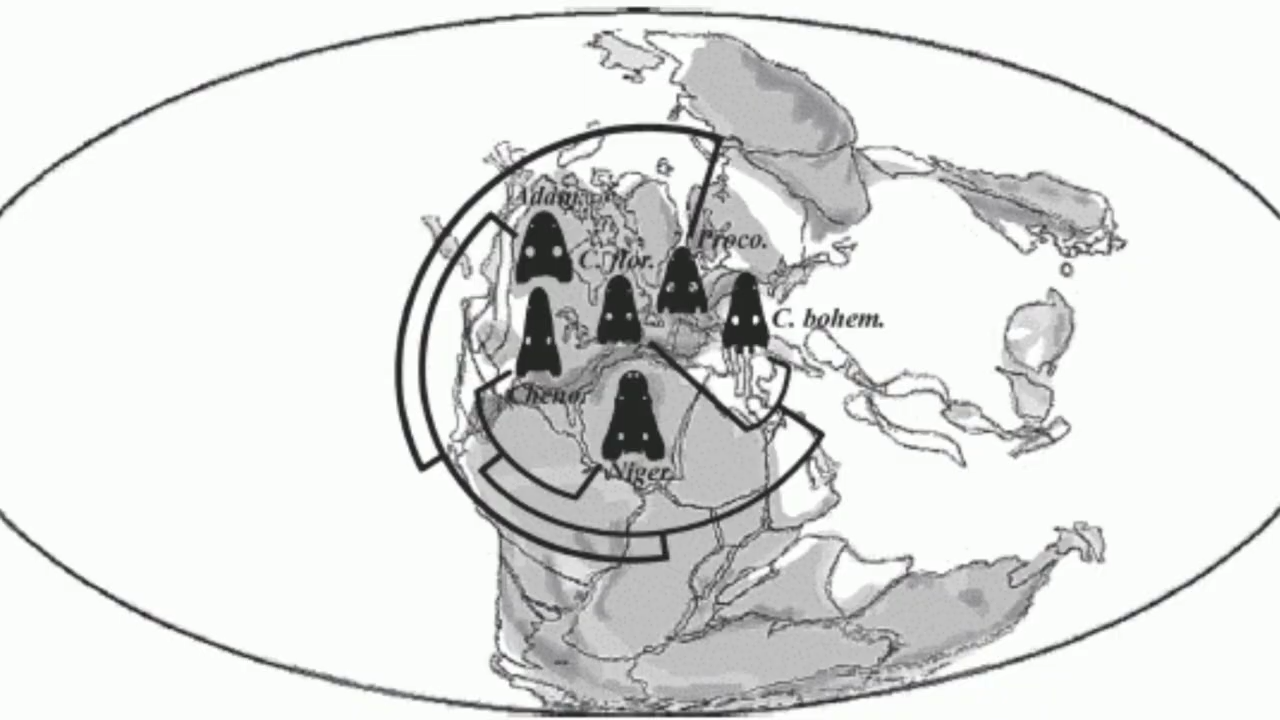 Adam.
C. flor.
Proco.
C. bohem.
Chenor
Niger.